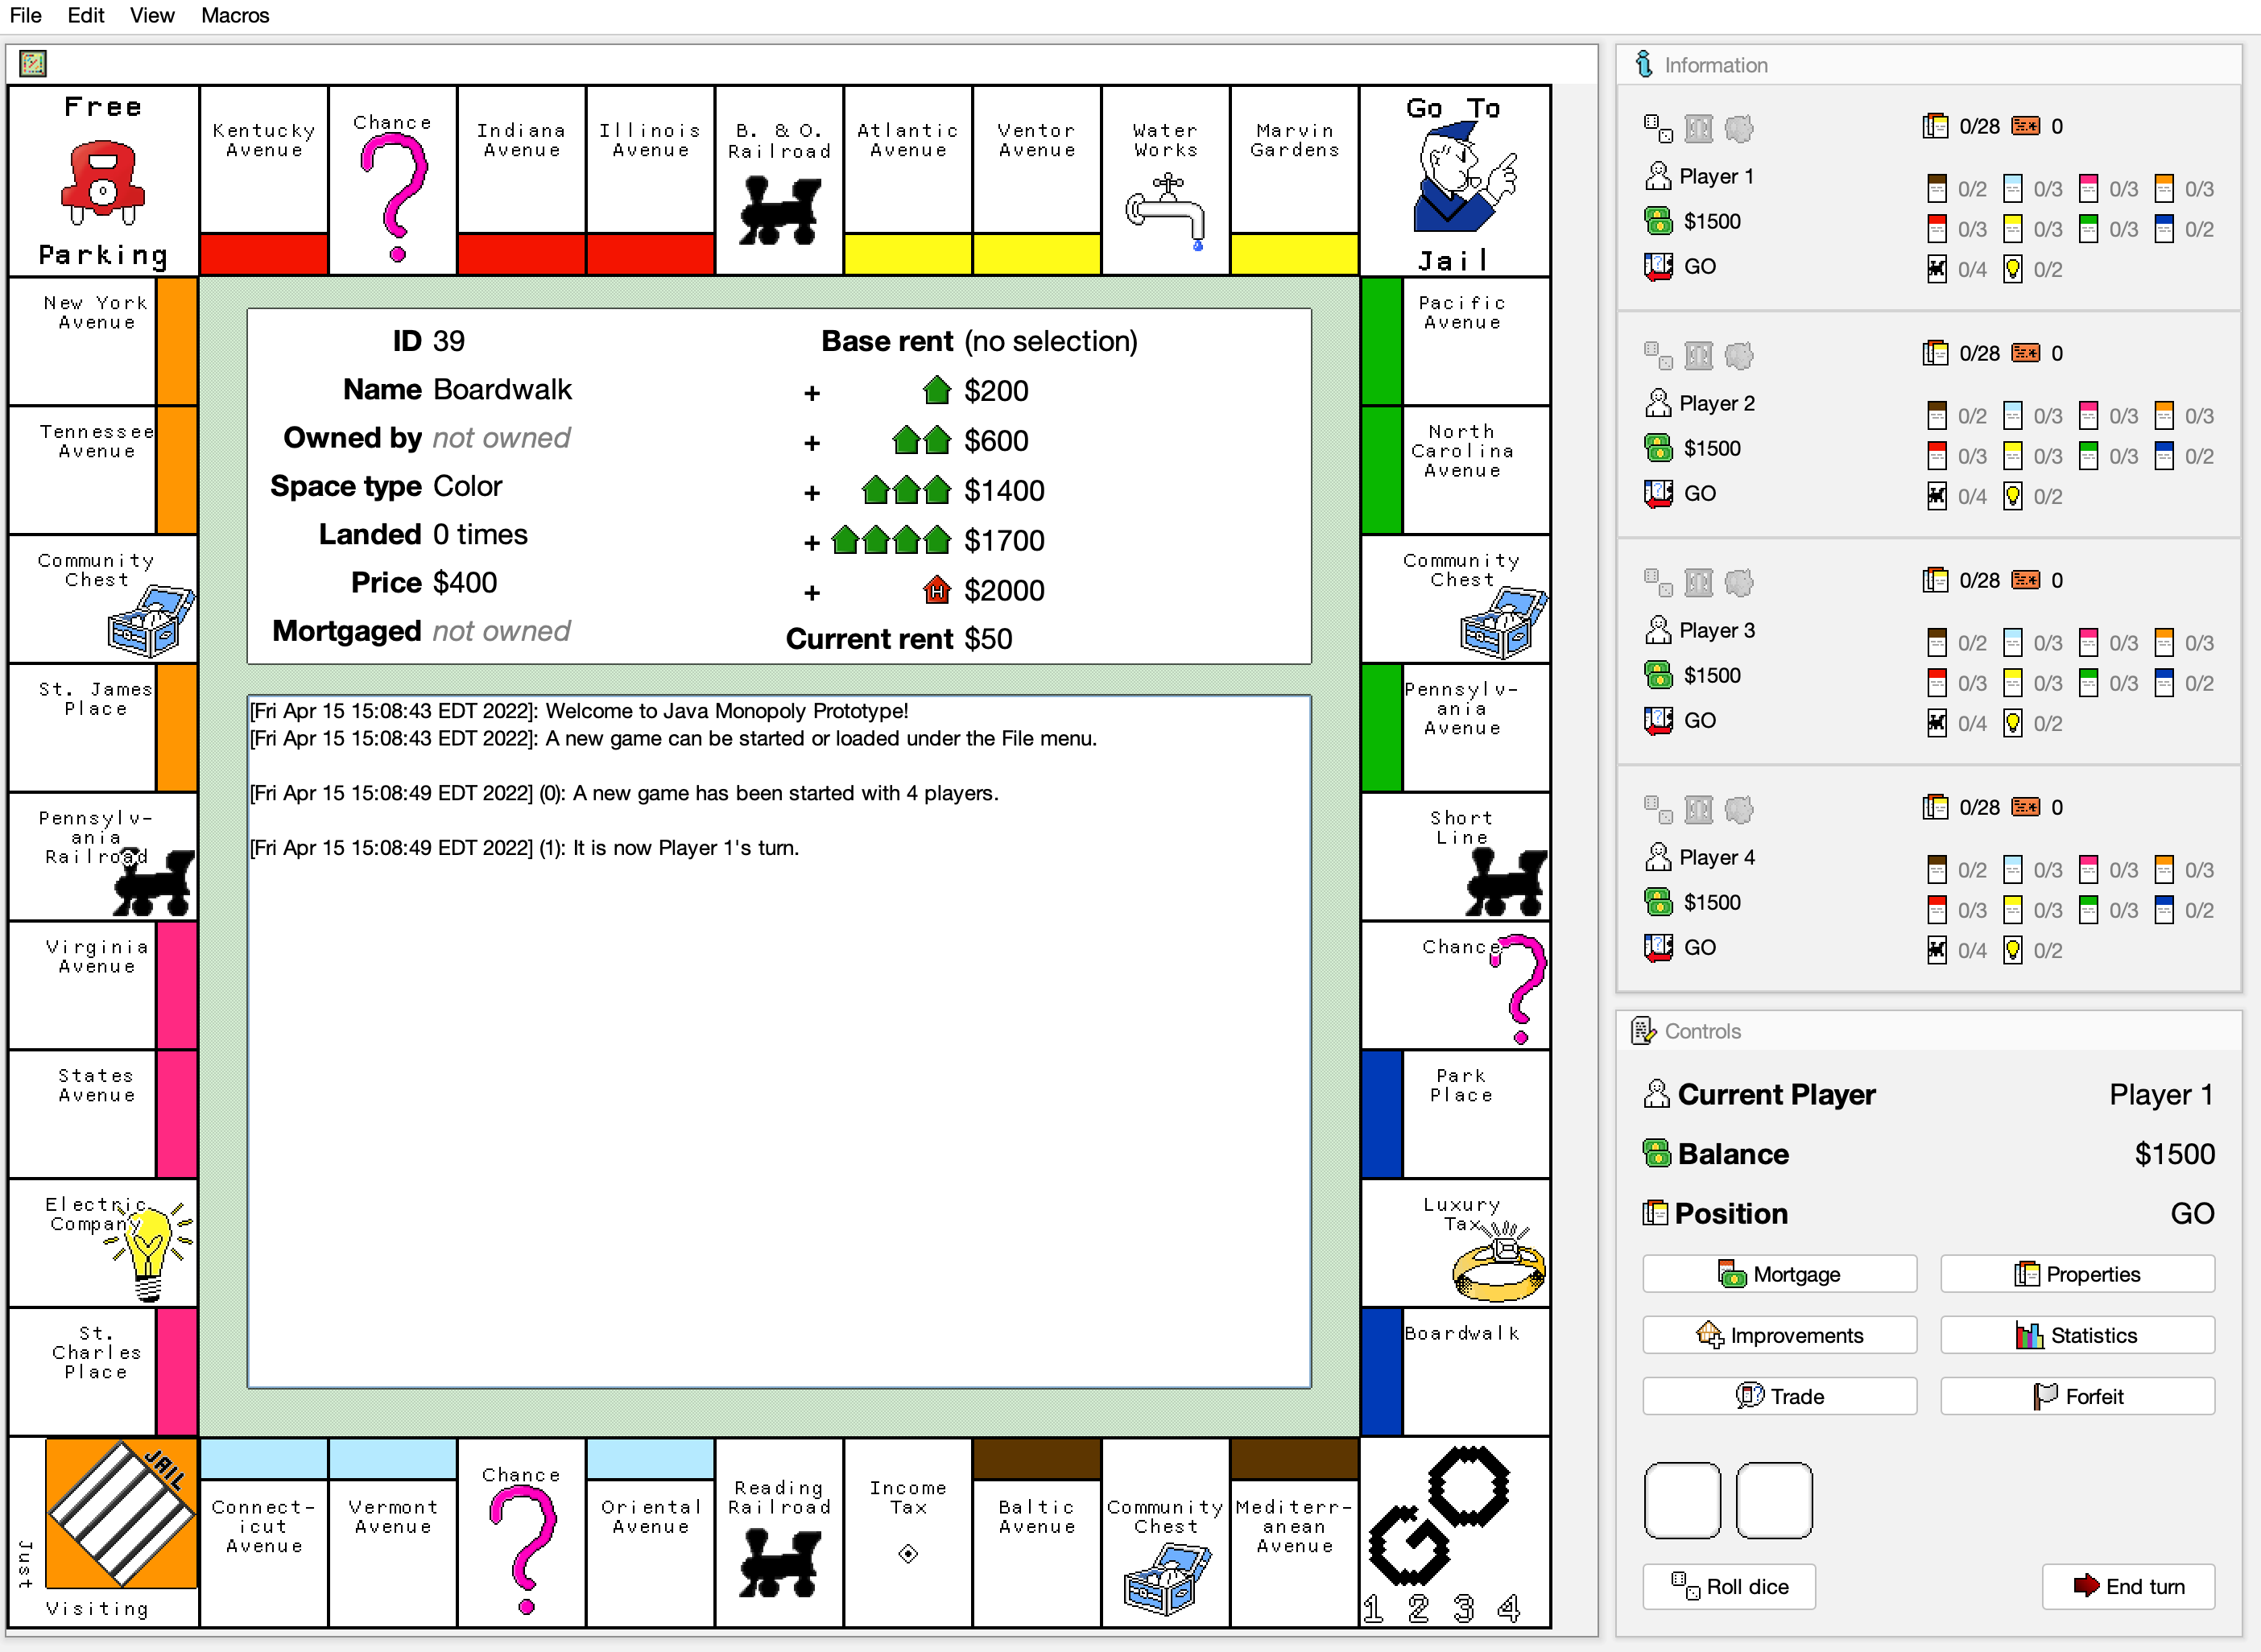 File Edit View Macros
Free
Parking
Kentucky
Avenue
Chance
Indiana
Avenue
Illinois
Avenue
B. & O.
Railroad
Atlantic
Avenue
Ventor
Avenue
Water
Works
Marvin
Gardens
Go To
Jail
New York
Avenue
Tennessee
Avenue
Community
Chest
St. James
Place
Pennsylv-
ania
Railroad
Virginia
Avenue
States
Avenue
Electric
Company
St.
Charles
Place
ID 39
Name Boardwalk
Owned by not owned
Space type Color
Landed 0 times
Price $400
Mortgaged not owned
Base rent (no selection)
+ $200
+ $600
+ $1400
+ $1700
+ H $2000
Current rent $50
[Fri Apr 15 15:08:43 EDT 2022]: Welcome to Java Monopoly Prototype!
[Fri Apr 15 15:08:43 EDT 2022]: A new game can be started or loaded under the File menu.
[Fri Apr 15 15:08:49 EDT 2022] (0): A new game has been started with 4 players.
[Fri Apr 15 15:08:49 EDT 2022] (1): It is now Player 1's turn.
Pacific
Avenue
North
Carolina
Avenue
Community
Chest
Pennsylv-
ania
Avenue
Short
Line
Chance
Park
Place
Luxury
Tax
Boardwalk
JAIL
Just
Visiting
Connect-
icut
Avenue
Vermont
Avenue
Chance
Oriental
Avenue
Reading
Railroad
Income
Tax
Baltic
Avenue
Community
Chest
Mediterr-
anean
Avenue
GO
1 2 3 4
Information
0/28 0
Player 1
0/2 0/3 0/3 0/3
$1500
0/3 0/3 0/3 0/2
GO
0/4 0/2
0/28 0
Player 2
0/2 0/3 0/3 0/3
$1500
0/3 0/3 0/3 0/2
GO
0/4 0/2
0/28 0
Player 3
0/2 0/3 0/3 0/3
$1500
0/3 0/3 0/3 0/2
GO
0/4 0/2
0/28 0
Player 4
0/2 0/3 0/3 0/3
$1500
0/3 0/3 0/3 0/2
GO
0/4 0/2
Controls
Current Player Player 1
Balance $1500
Position GO
Mortgage Properties
Improvements Statistics
Trade Forfeit
Roll dice End turn